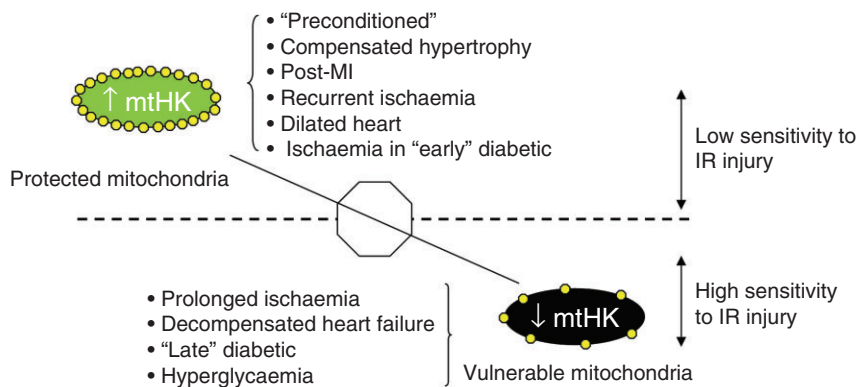 • “Preconditioned”
• Compensated hypertrophy
• Post-MI
• Recurrent ischaemia
• Dilated heart
• Ischaemia in “early” diabetic
↑ mtHK
Protected mitochondria
Low sensitivity to
IR injury
• Prolonged ischaemia
• Decompensated heart failure
• “Late” diabetic
• Hyperglycaemia
↓ mtHK
Vulnerable mitochondria
High sensitivity
to IR injury